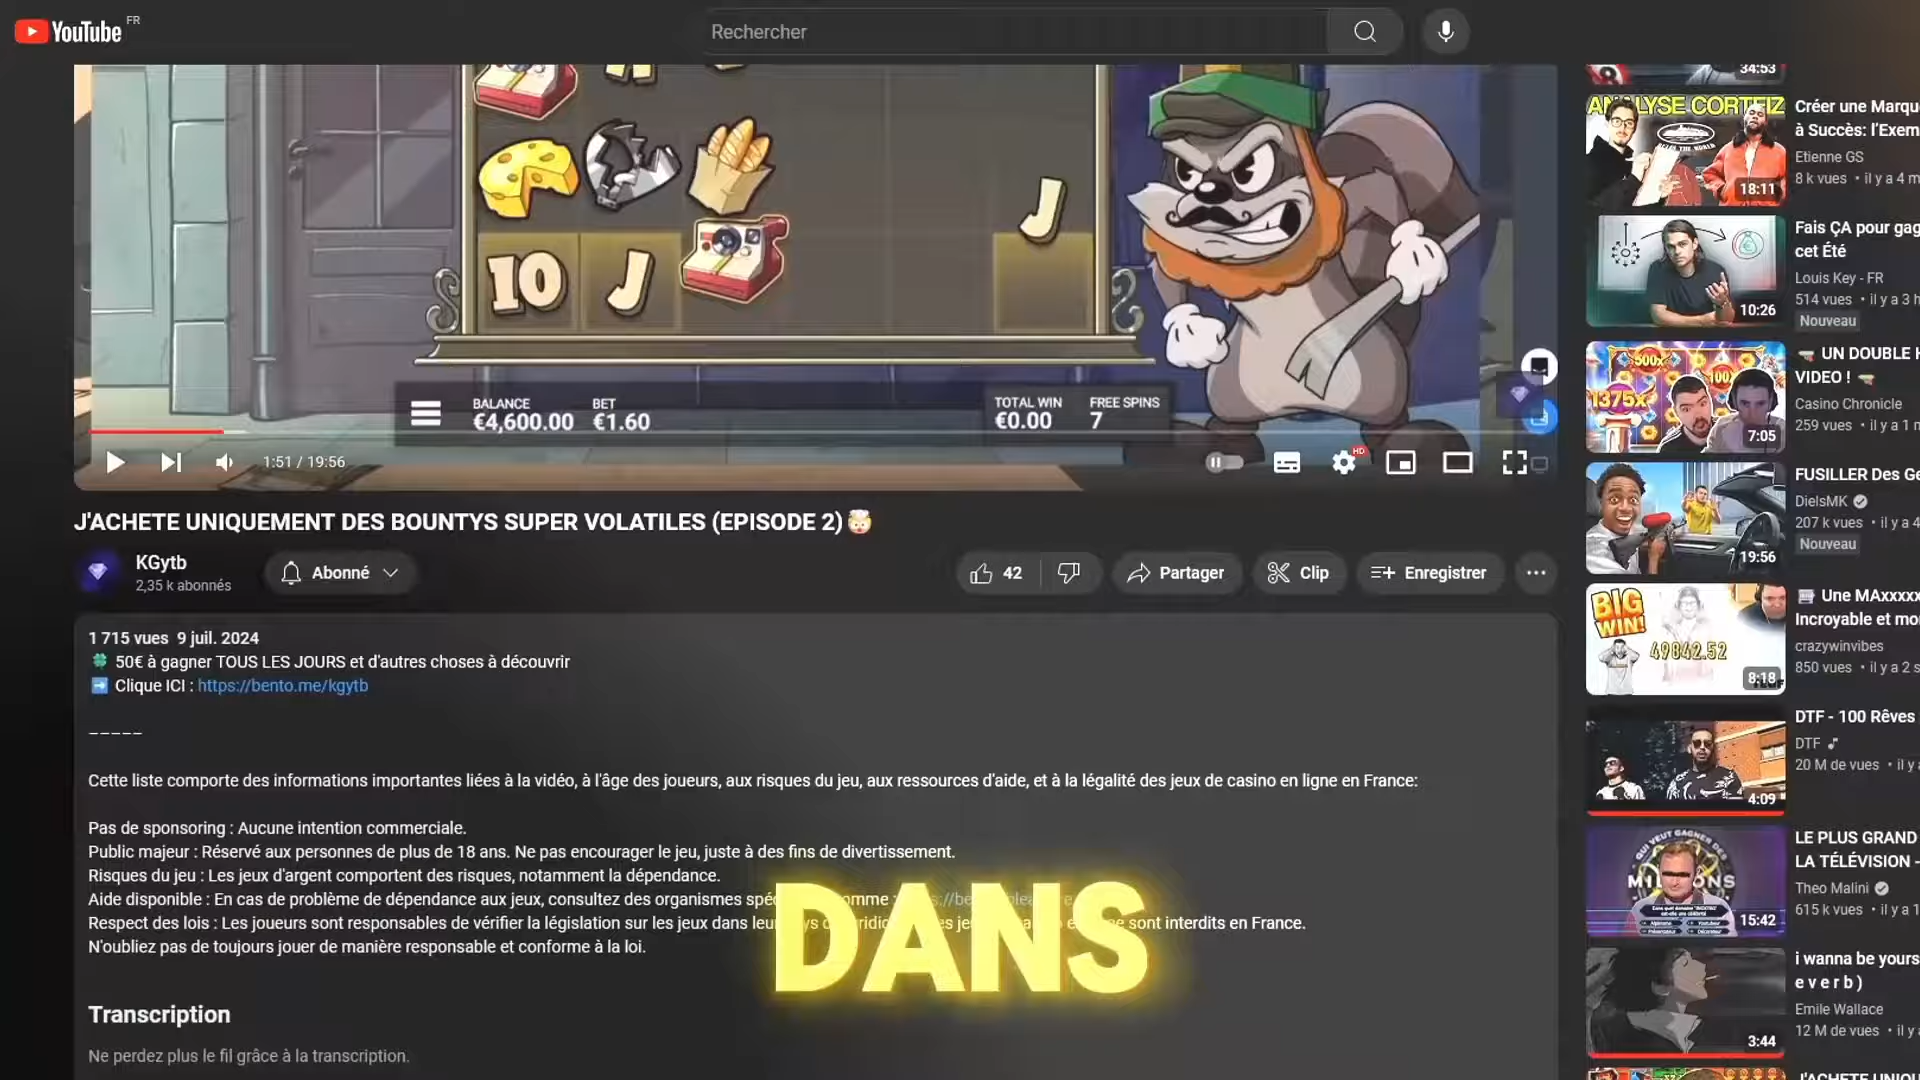 YouTube FR
Rechercher
10 J J
BALANCE
€4,600.00
BET
€1.60
TOTAL WIN
€0.00
FREE SPINS
7
1:51 / 19:56
HD
J'ACHETE UNIQUEMENT DES BOUNTYS SUPER VOLATILES (EPISODE 2)
KGytb
2,35 k abonnés
Abonné
42
Partager
Clip
Enregistrer
1 715 vues 9 juil. 2024
50€ à gagner TOUS LES JOURS et d'autres choses à découvrir
Clique ICI : https://bento.me/kgytb
_____
Cette liste comporte des informations importantes liées à la vidéo, à l'âge des joueurs, aux risques du jeu, aux ressources d'aide, et à la légalité des jeux de casino en ligne en France:
Pas de sponsoring : Aucune intention commerciale.
Public majeur : Réservé aux personnes de plus de 18 ans. Ne pas encourager le jeu, juste à des fins de divertissement.
Risques du jeu : Les jeux d'argent comportent des risques, notamment la dépendance.
Aide disponible : En cas de problème de dépendance aux jeux, consultez des organismes
Respect des lois : Les joueurs sont responsables de vérifier la législation sur les jeux dans sont interdits en France.
N'oubliez pas de toujours jouer de manière responsable et conforme à la loi.
DANS
Transcription
Ne perdez plus le fil grâce à la transcription.
34:53
ANALYSE CORTEIZ
18:11
Créer une Marqu
à Succès: l'Exem
Etienne GS
8 k vues • il y a 4 m
10:26
Fais ÇA pour gag
cet Été
Louis Key - FR
514 vues • il y a 3 h
Nouveau
500x
100
1375x
7:05
UN DOUBLE
VIDEO !
Casino Chronicle
259 vues • il y a 1 m
19:56
FUSILLER Des Ge
DielsMK
207 k vues • il y a 4
Nouveau
BIG
WIN!
49842.52
8:18
Une MAxxxxx
Incroyable et mo
crazywinvibes
850 vues • il y a 2 s
4:09
DTF - 100 Rêves
DTF
20 M de vues • il y
QUI VEUT GAGNER DES
MILLIONS
15:42
LE PLUS GRAND
LA TÉLÉVISION -
Theo Malini
615 k vues • il y a 1
3:44
i wanna be yours
e v e r b )
Emile Wallace
12 M de vues • il y
J'ACHETE UNIQU